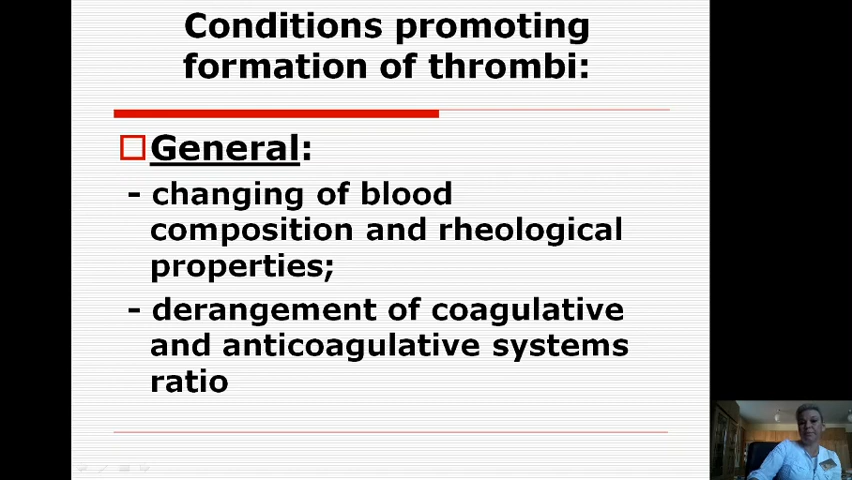 Conditions promoting
formation of thrombi:
General:
- changing of blood
composition and rheological
properties;
- derangement of coagulative
and anticoagulative systems
ratio